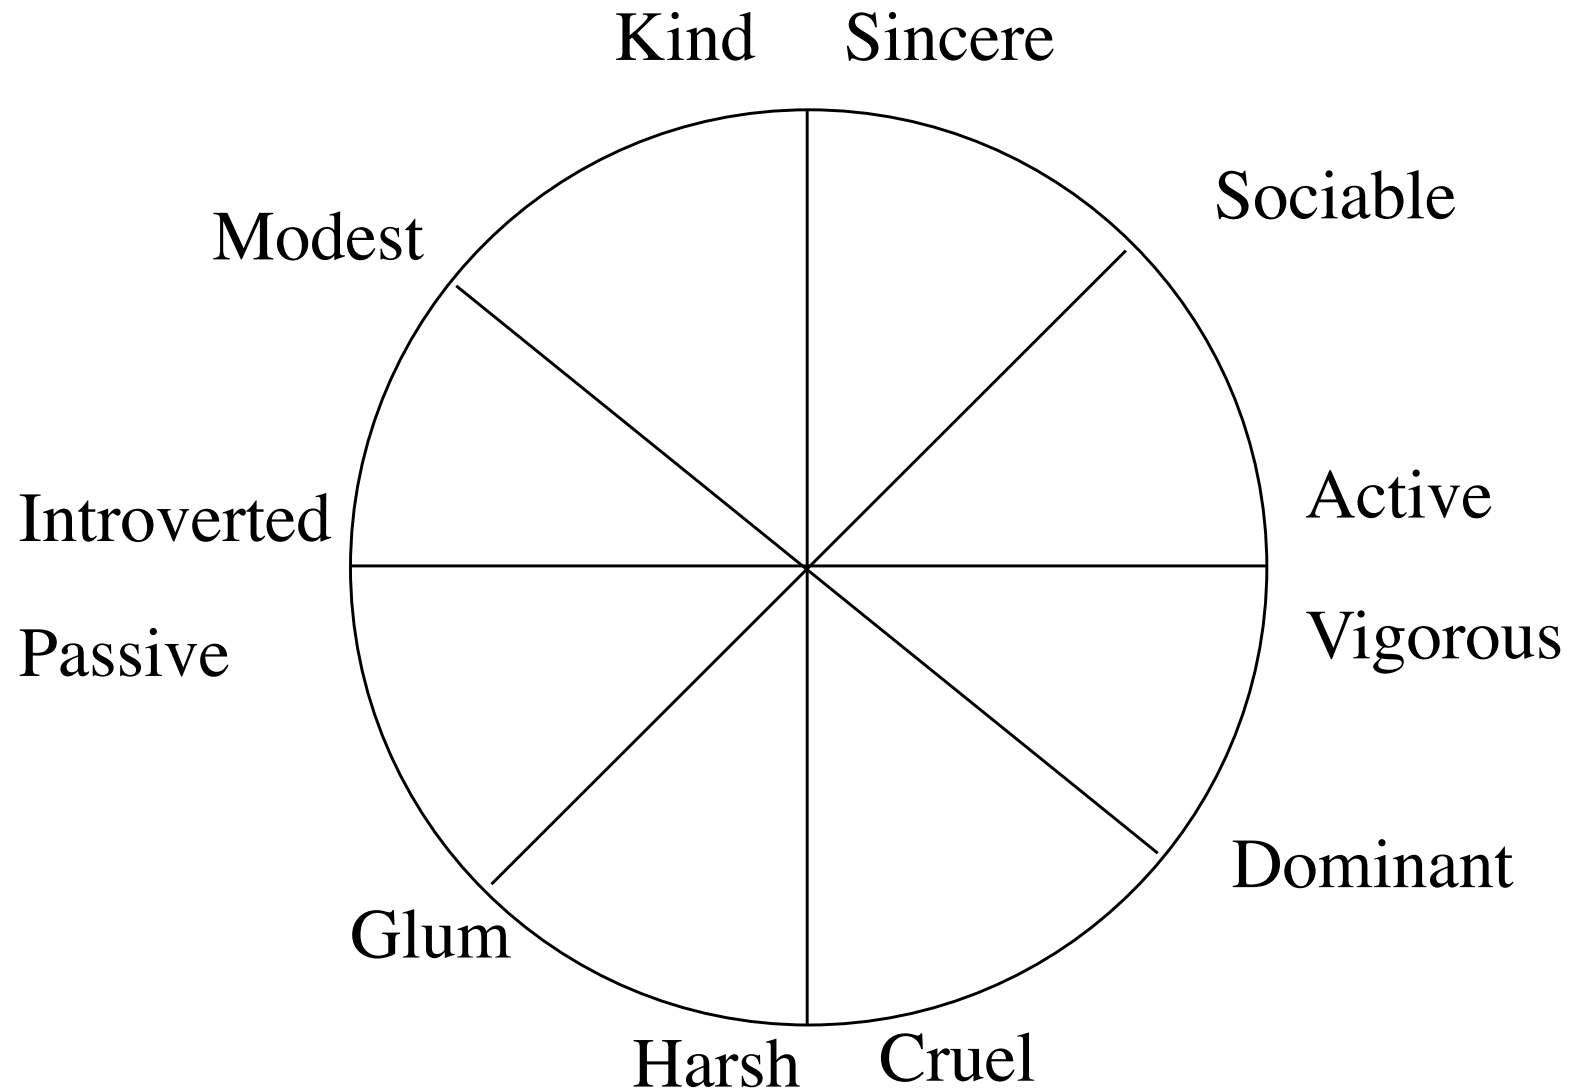 Kind Sincere
Sociable
Modest
Active
Introverted
Vigorous
Passive
Dominant
Glum
Harsh Cruel